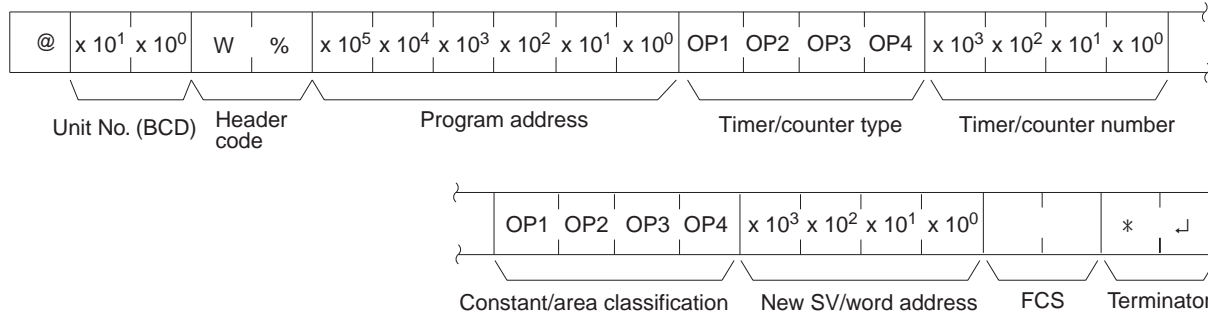 @ x 10¹ x 10⁰ W % x 10⁵ x 10⁴ x 10³ x 10² x 10¹ x 10⁰ OP1 OP2 OP3 OP4 x 10³ x 10² x 10¹ x 10⁰
Unit No. (BCD) Header code Program address Timer/counter type Timer/counter number
OP1 OP2 OP3 OP4 x 10³ x 10² x 10¹ x 10⁰ * ↵
Constant/area classification New SV/word address FCS Terminator